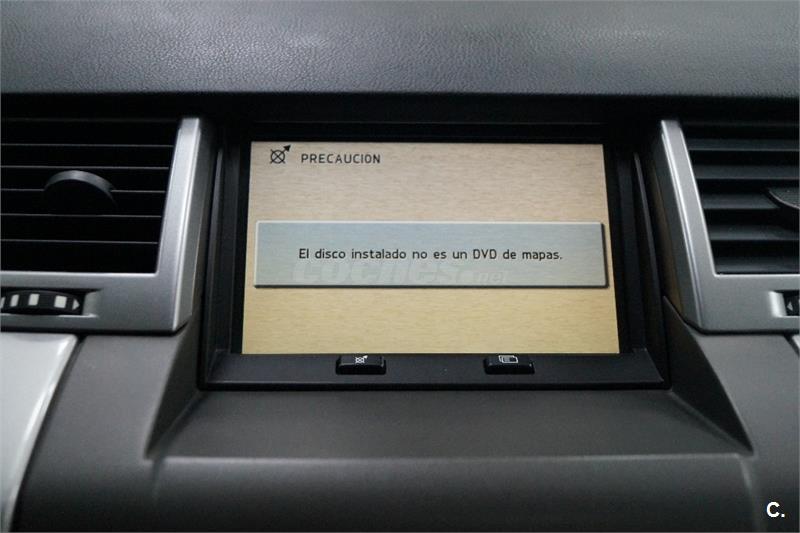 PRECAUCION
El disco instalado no es un DVD de mapas.
coches.net
C.